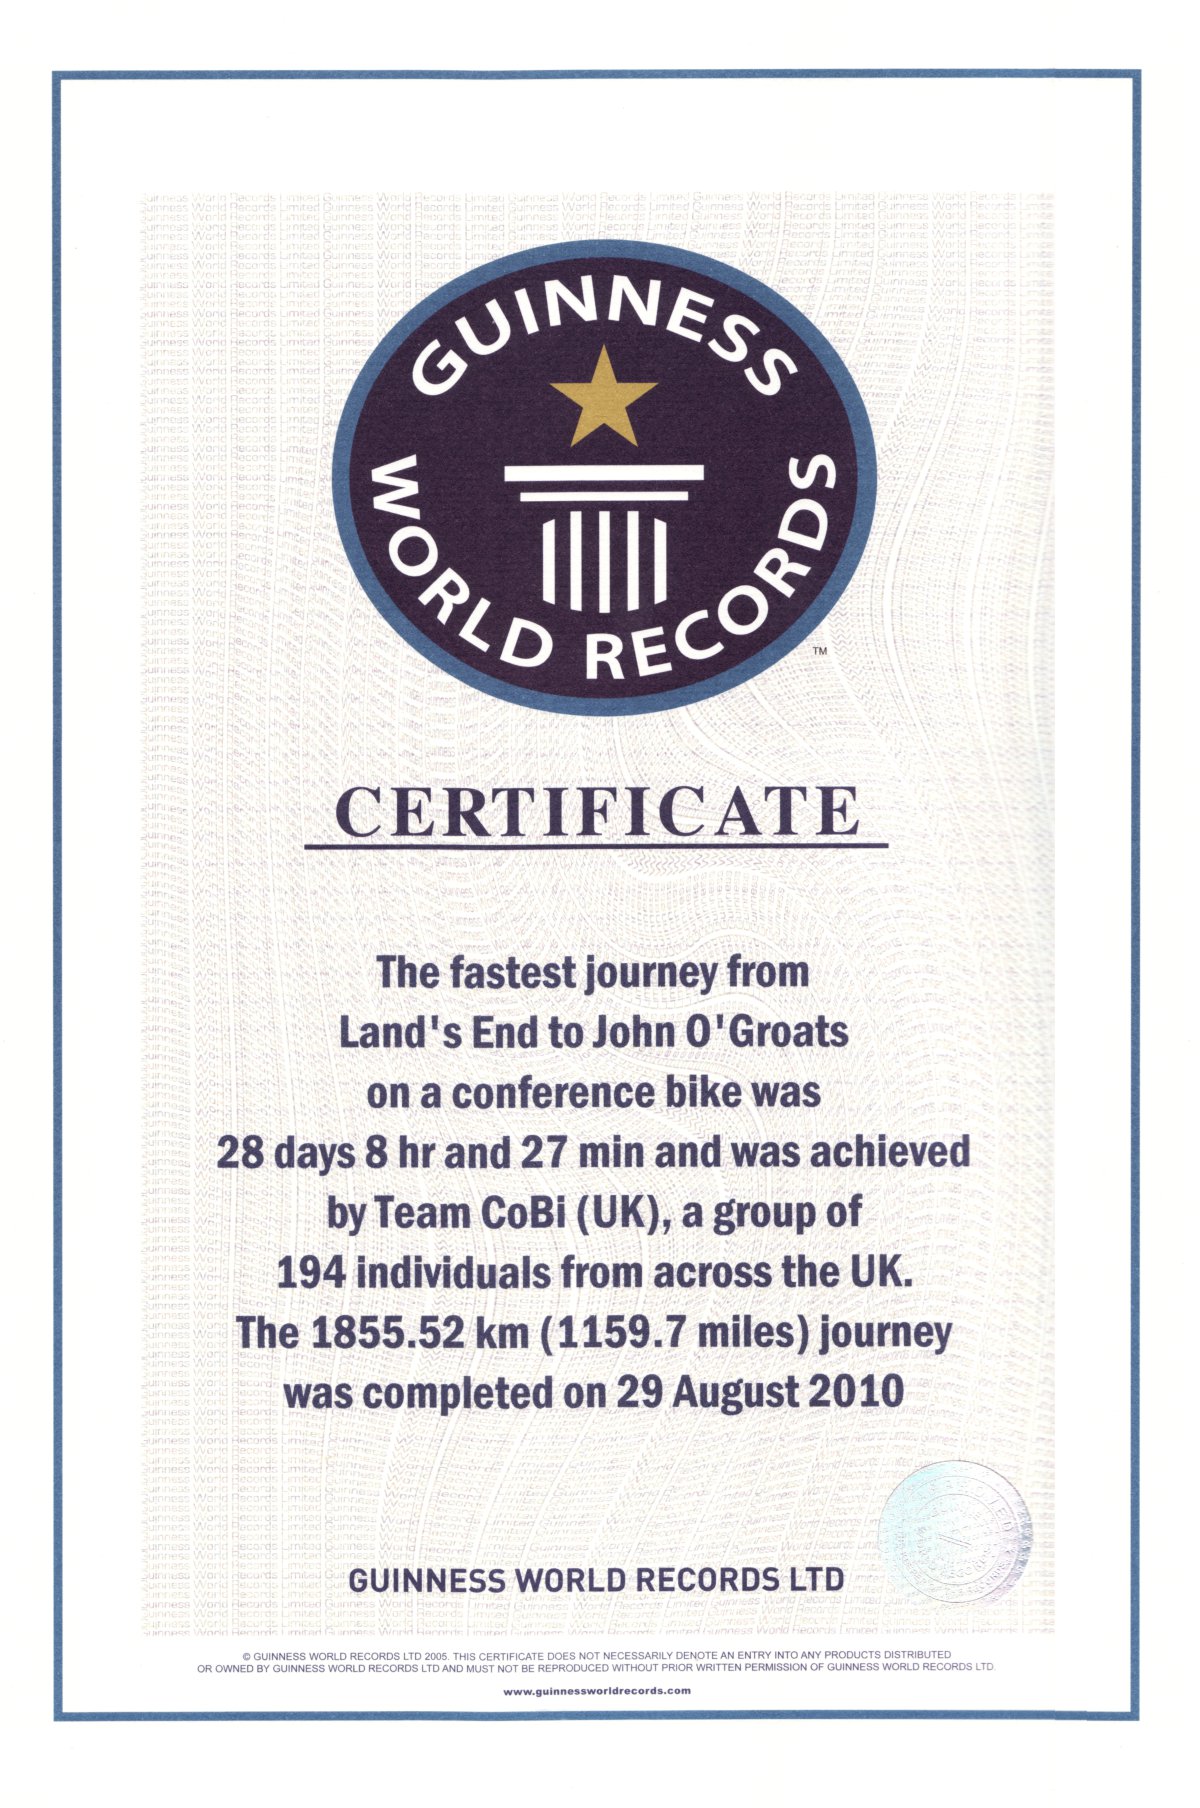 GUINNESS
WORLD RECORDS
TM
CERTIFICATE
The fastest journey from
Land's End to John O'Groats
on a conference bike was
28 days 8 hr and 27 min and was achieved
by Team CoBi (UK), a group of
194 individuals from across the UK.
The 1855.52 km (1159.7 miles) journey
was completed on 29 August 2010
GUINNESS WORLD RECORDS LTD
© GUINNESS WORLD RECORDS LTD 2005. THIS CERTIFICATE DOES NOT NECESSARILY DENOTE AN ENTRY INTO ANY PRODUCTS DISTRIBUTED
OR OWNED BY GUINNESS WORLD RECORDS LTD AND MUST NOT BE REPRODUCED WITHOUT PRIOR WRITTEN PERMISSION OF GUINNESS WORLD RECORDS LTD.
www.guinnessworldrecords.com